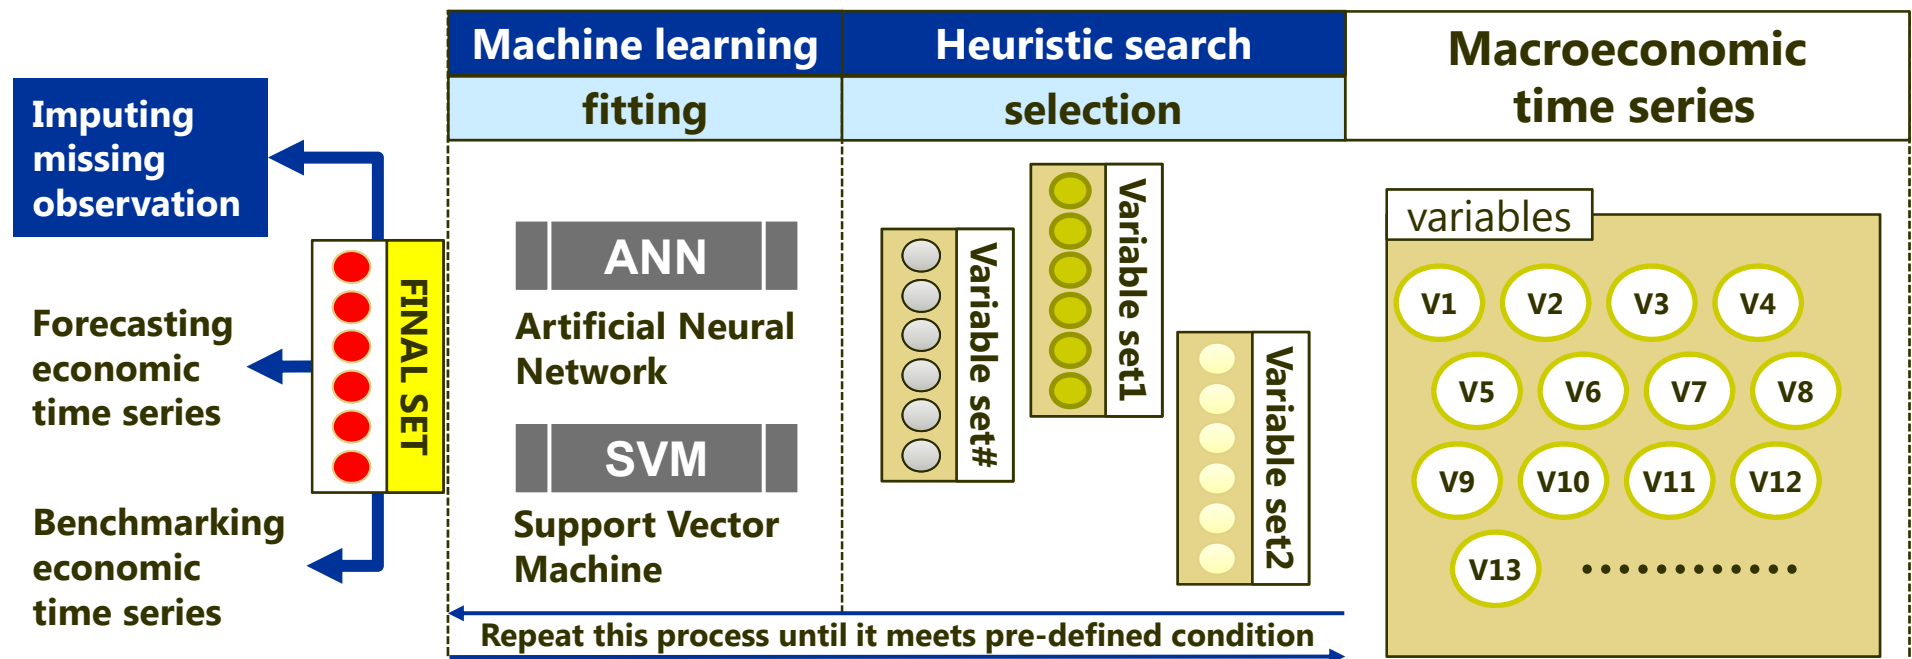 Machine learning
Heuristic search
Macroeconomic
time series
fitting
selection
Imputing
missing
observation
Forecasting
economic
time series
Benchmarking
economic
time series
FINAL SET
ANN
Artificial Neural
Network
SVM
Support Vector
Machine
Variable set#
Variable set1
Variable set2
variables
V1 V2 V3 V4
V5 V6 V7 V8
V9 V10 V11 V12
V13 .............
Repeat this process until it meets pre-defined condition